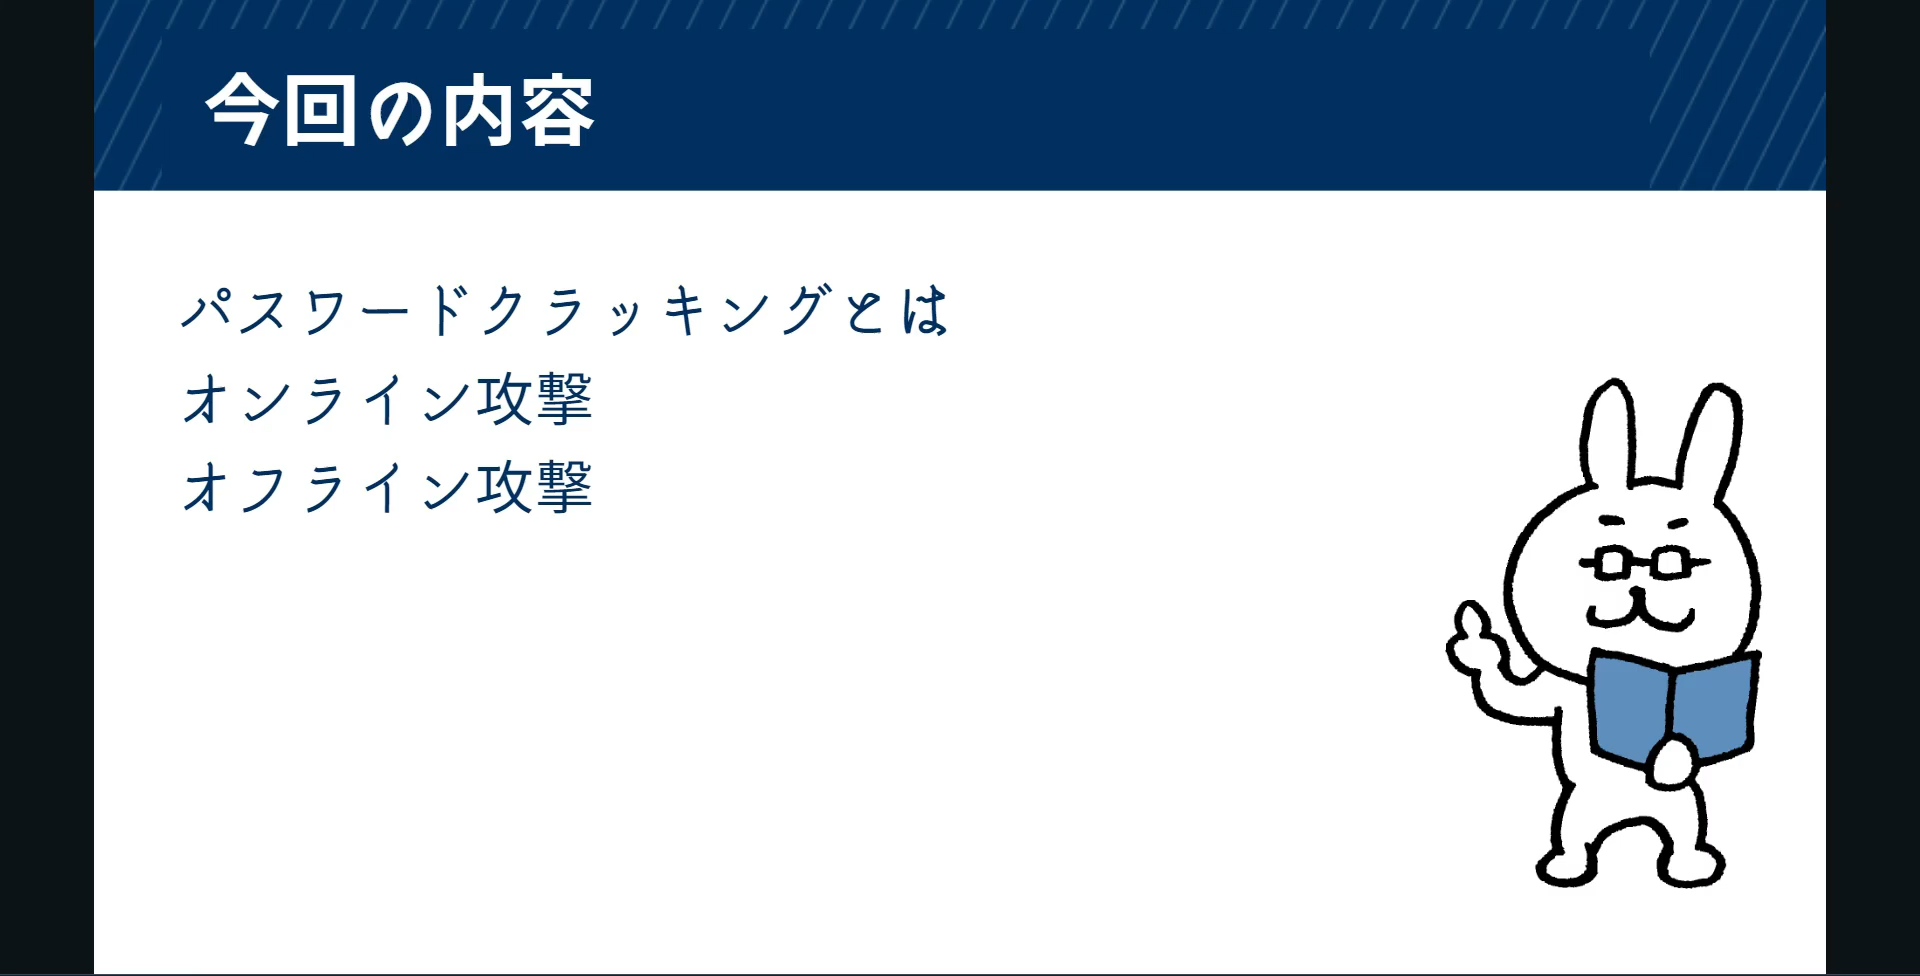 今回の内容
パスワードクラッキングとは
オンライン攻撃
オフライン攻撃